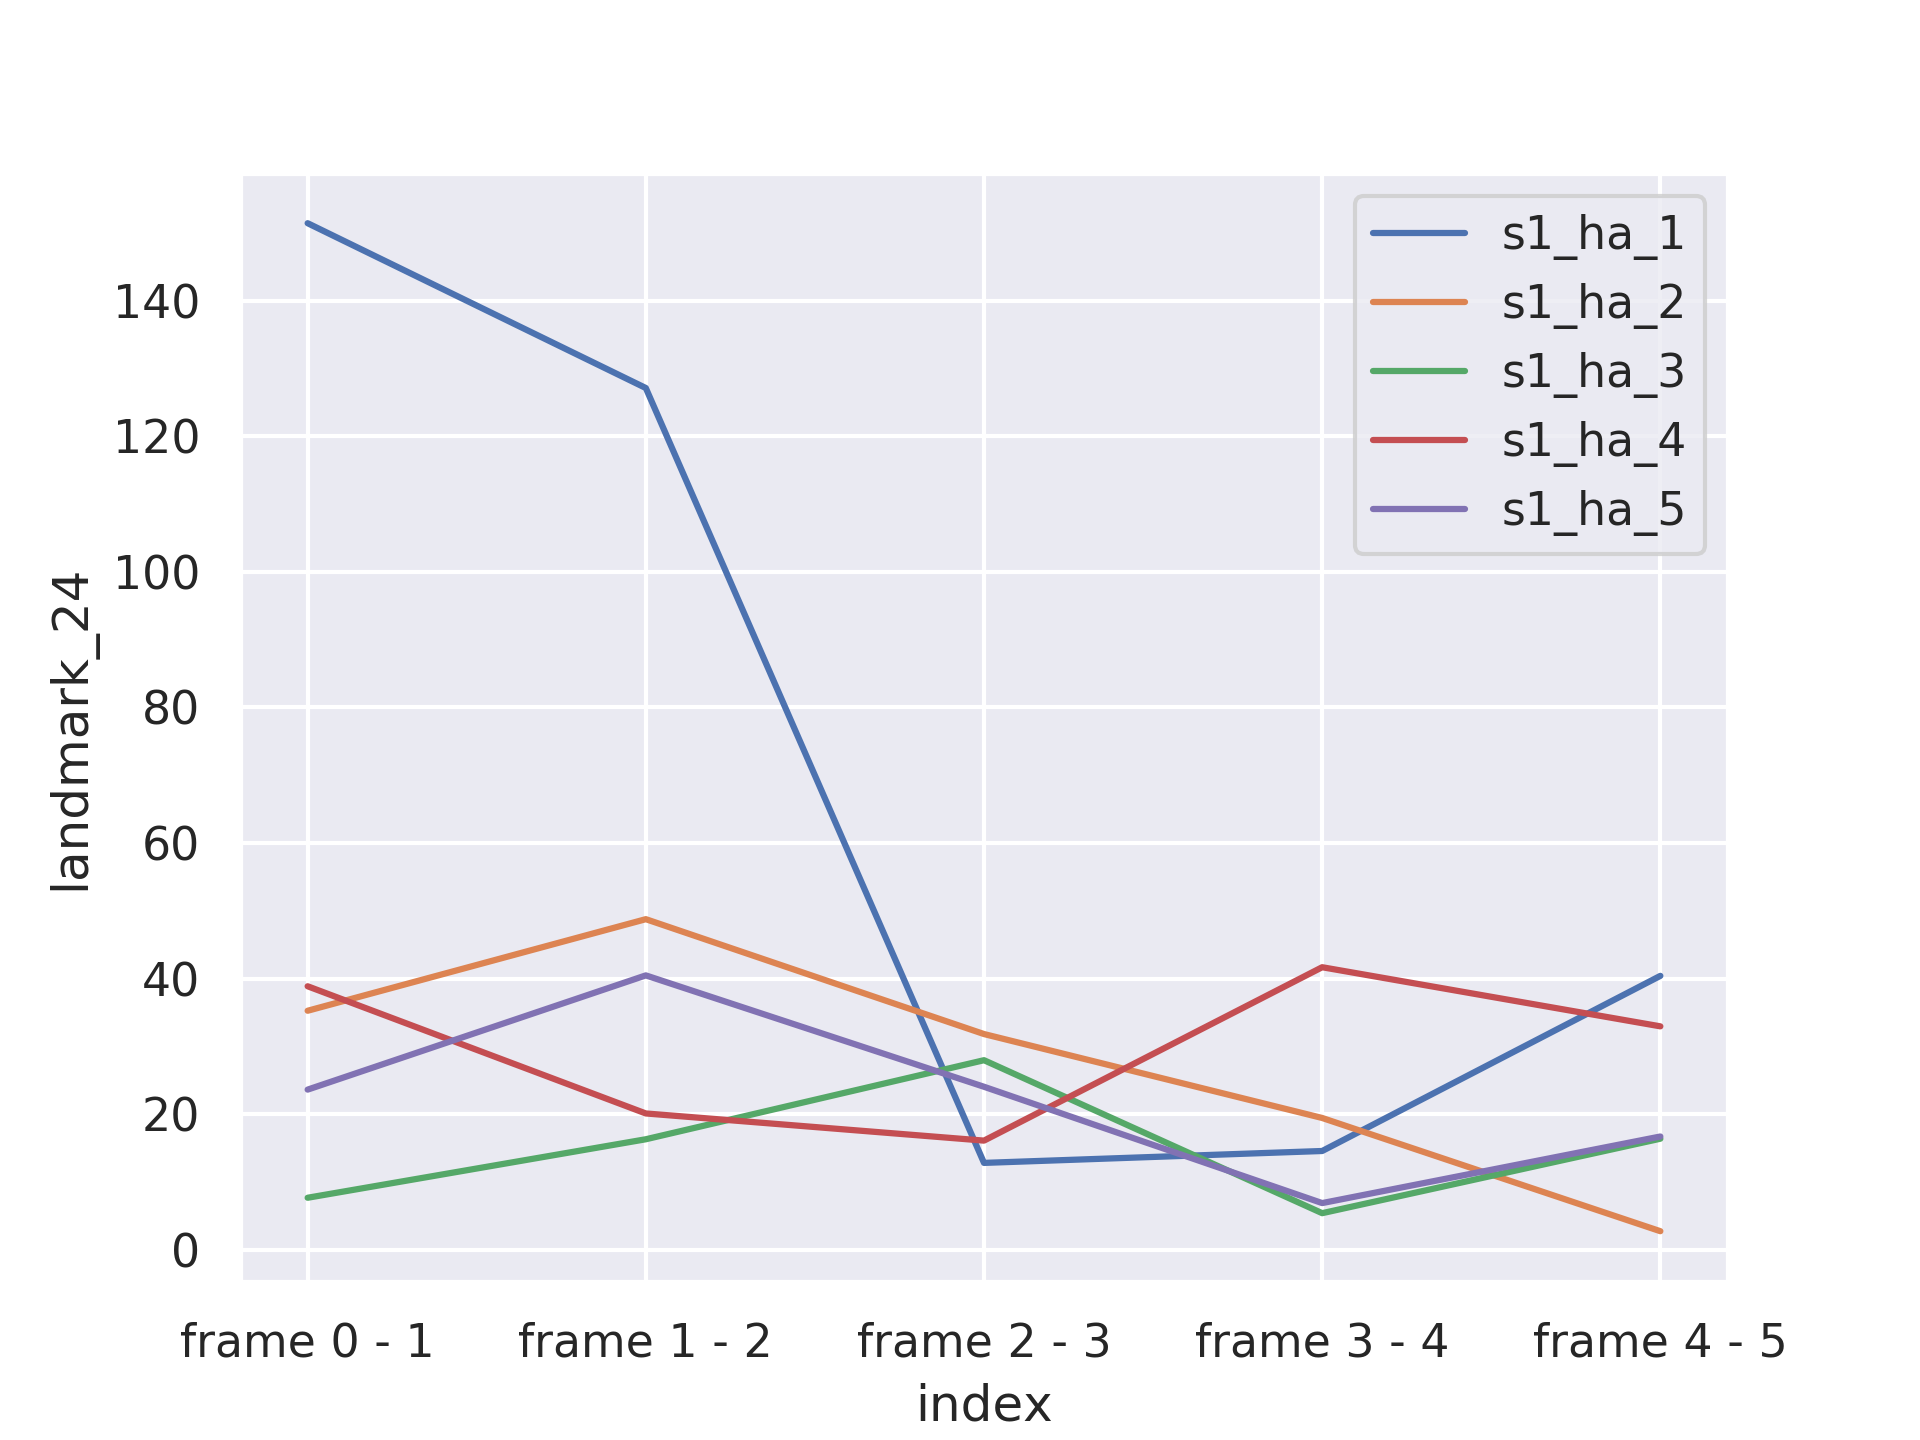 s1_ha_1
s1_ha_2
s1_ha_3
s1_ha_4
s1_ha_5
140
120
100
80
60
40
20
0
landmark_24
frame 0 - 1
frame 1 - 2
frame 2 - 3
frame 3 - 4
frame 4 - 5
index